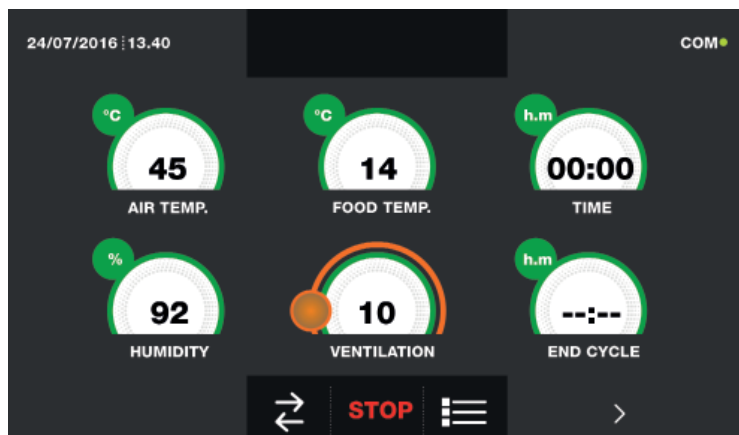 24/07/2016 13.40
COM
°C
°C
h.m
45
14
00:00
AIR TEMP.
FOOD TEMP.
TIME
%
h.m
92
10
--:--
HUMIDITY
VENTILATION
END CYCLE
STOP